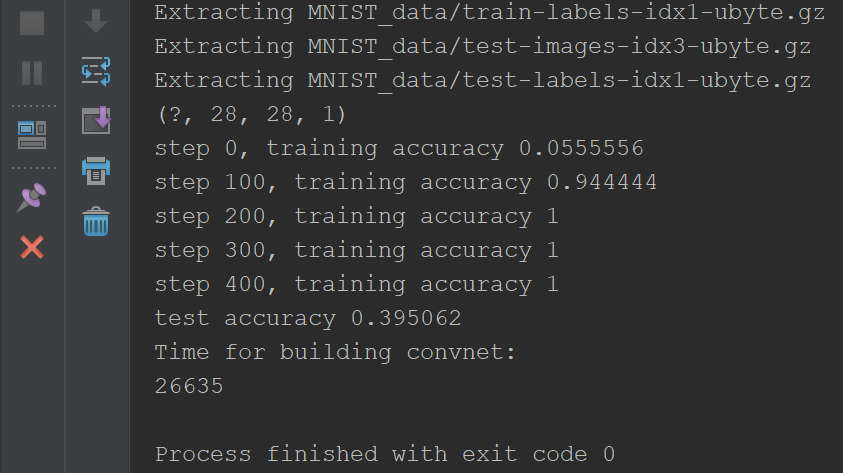 Extracting MNIST_data/train-labels-idx1-ubyte.gz
Extracting MNIST_data/test-images-idx3-ubyte.gz
Extracting MNIST_data/test-labels-idx1-ubyte.gz
(?, 28, 28, 1)
step 0, training accuracy 0.0555556
step 100, training accuracy 0.944444
step 200, training accuracy 1
step 300, training accuracy 1
step 400, training accuracy 1
test accuracy 0.395062
Time for building convnet:
26635
Process finished with exit code 0